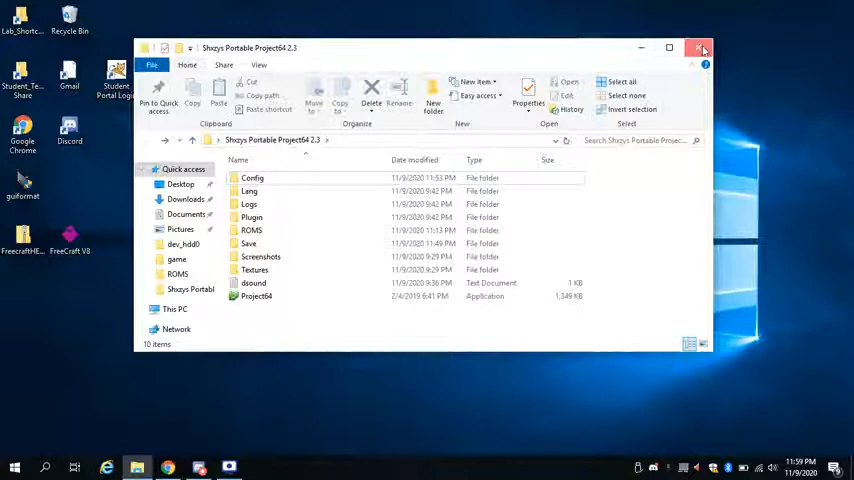 Lab_Shortc...
Recycle Bin
Student_Te...
Share
Gmail
Student
Portal Login
Google
Chrome
Discord
guiformat
FreecraftHE...
FreeCraft V8
Shxzys Portable Project64 2.3
File
Home
Share
View
Pin to Quick
access
Copy
Paste
Cut
Copy path
Paste shortcut
Clipboard
Move
to
Copy
to
Delete
Rename
Organize
New
folder
New item
Easy access
New
Properties
Open
Edit
History
Open
Select all
Select none
Invert selection
Select
Shxzys Portable Project64 2.3
Search Shxzys Portable Projec...
Name
Date modified
Type
Size
Quick access
Desktop
Downloads
Documents
Pictures
dev_hdd0
game
ROMS
Shxzys Portabl
This PC
Network
Config 11/9/2020 11:53 PM File folder
Lang 11/9/2020 9:42 PM File folder
Logs 11/9/2020 9:42 PM File folder
Plugin 11/9/2020 9:42 PM File folder
ROMS 11/9/2020 11:13 PM File folder
Save 11/9/2020 11:49 PM File folder
Screenshots 11/9/2020 9:29 PM File folder
Textures 11/9/2020 9:29 PM File folder
dsound 11/9/2020 9:36 PM Text Document 1 KB
Project64 2/4/2019 6:41 PM Application 1,349 KB
10 items
11:59 PM
11/9/2020